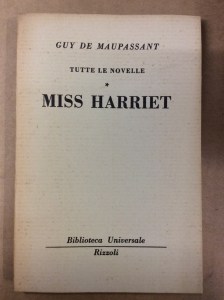 GUY DE MAUPASSANT
TUTTE LE NOVELLE
*
MISS HARRIET
Biblioteca Universale
Rizzoli